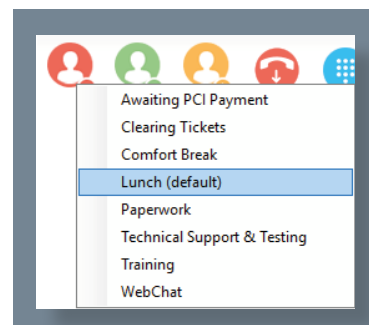 Awaiting PCI Payment
Clearing Tickets
Comfort Break
Lunch (default)
Paperwork
Technical Support & Testing
Training
WebChat